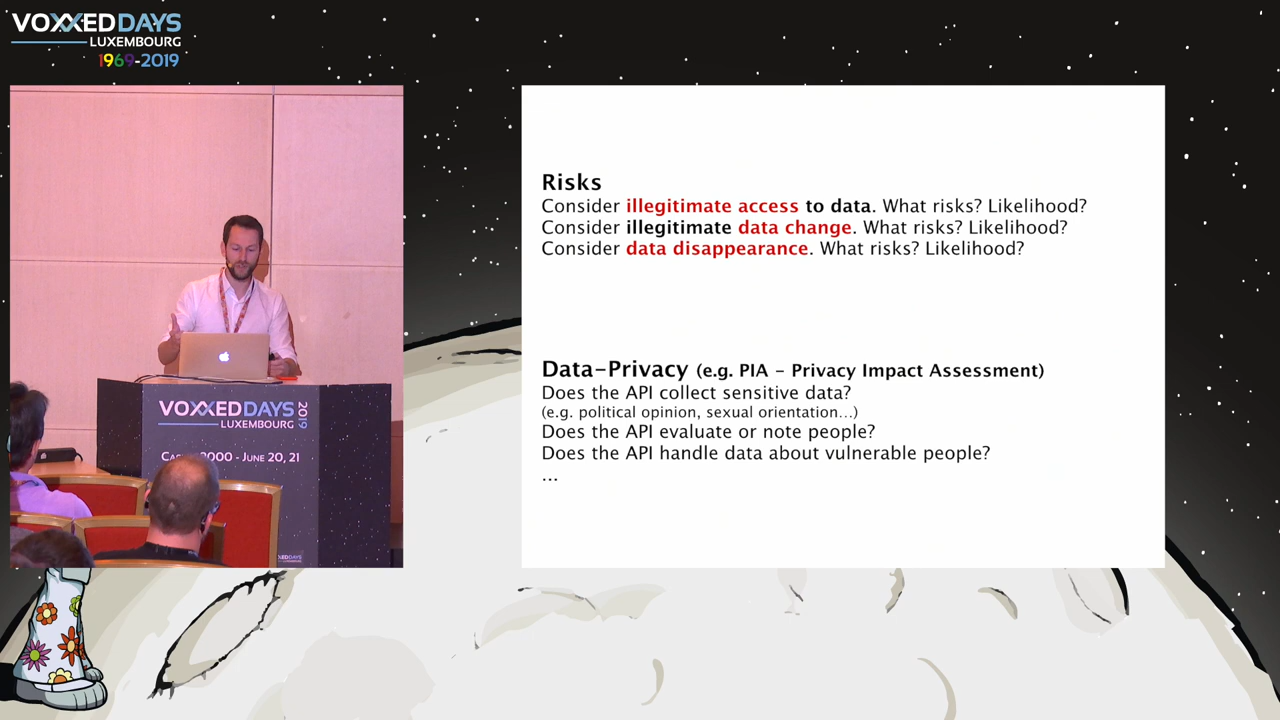 VOXXEDDAYS
LUXEMBOURG
1969-2019
Risks
Consider illegitimate access to data. What risks? Likelihood?
Consider illegitimate data change. What risks? Likelihood?
Consider data disappearance. What risks? Likelihood?
Data-Privacy (e.g. PIA - Privacy Impact Assessment)
Does the API collect sensitive data?
(e.g. political opinion, sexual orientation...)
Does the API evaluate or note people?
Does the API handle data about vulnerable people?
...
VOXXEDDAYS 2019
LUXEMBOURG
2000 - JUNE 20, 21